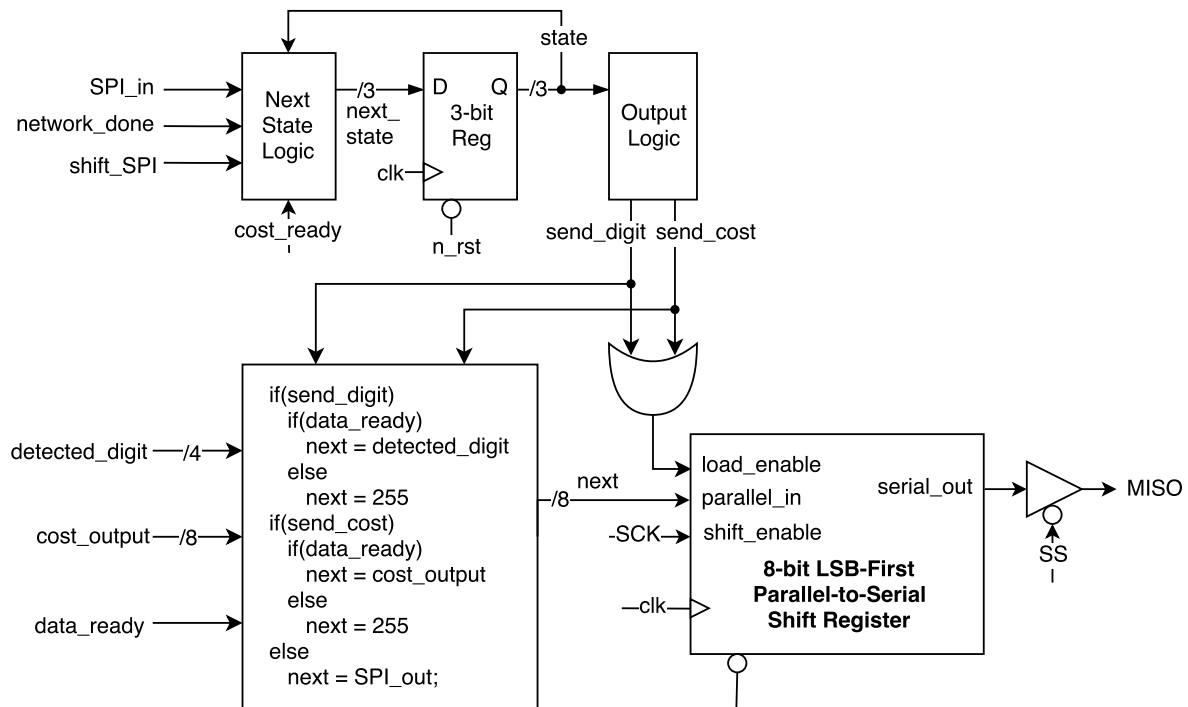 state
SPI_in
network_done
shift_SPI
Next
State
Logic
cost_ready
/3
next_
state
D
Q
3-bit
Reg
clk
n_rst
/3
Output
Logic
send_digit
send_cost
detected_digit
/4
cost_output
/8
data_ready
if(send_digit)
if(data_ready)
next = detected_digit
else
next = 255
if(send_cost)
if(data_ready)
next = cost_output
else
next = 255
else
next = SPI_out;
/8
next
load_enable
parallel_in
-SCK
shift_enable
serial_out
clk
8-bit LSB-First
Parallel-to-Serial
Shift Register
MISO
SS